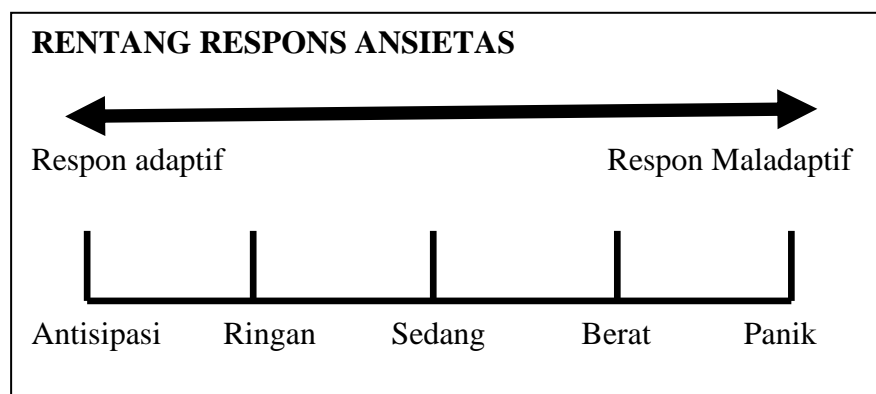 RENTANG RESPONS ANSIETAS
Respon adaptif Respon Maladaptif
Antisipasi Ringan Sedang Berat Panik